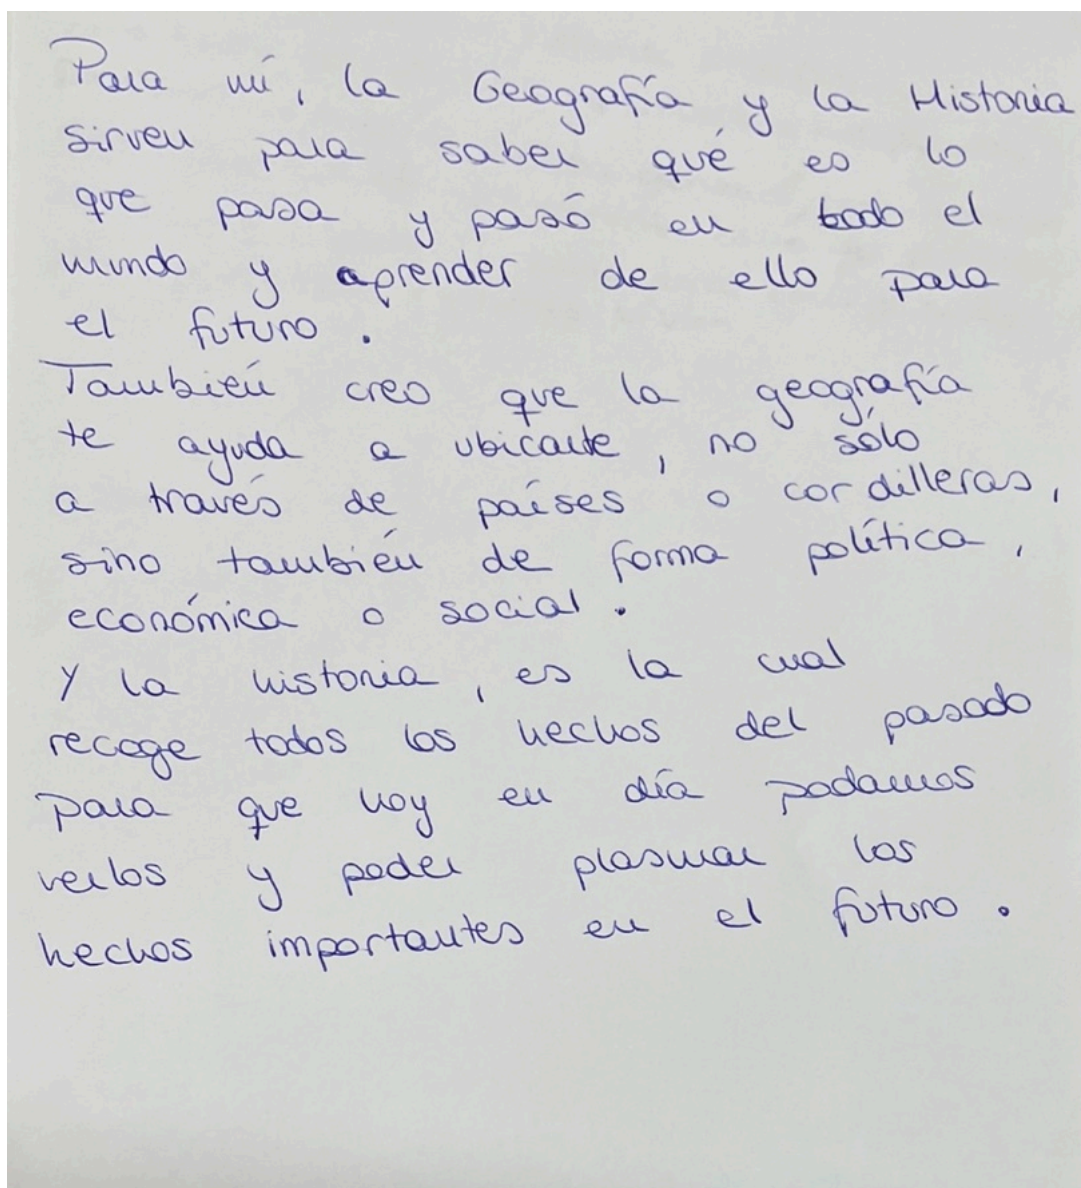 Para mí, la Geografía y la Historia
sirven para saber qué es lo
que pasa y pasó en todo el
mundo y aprender de ello para
el futuro.
También creo que la geografía
te ayuda a ubicarte, no sólo
a través de países o cordilleras,
sino también de forma política,
económica o social.
Y la historia, es la cual
recoge todos los hechos del pasado
para que hoy en día podamos
verlos y poder plasmar los
hechos importantes en el futuro.